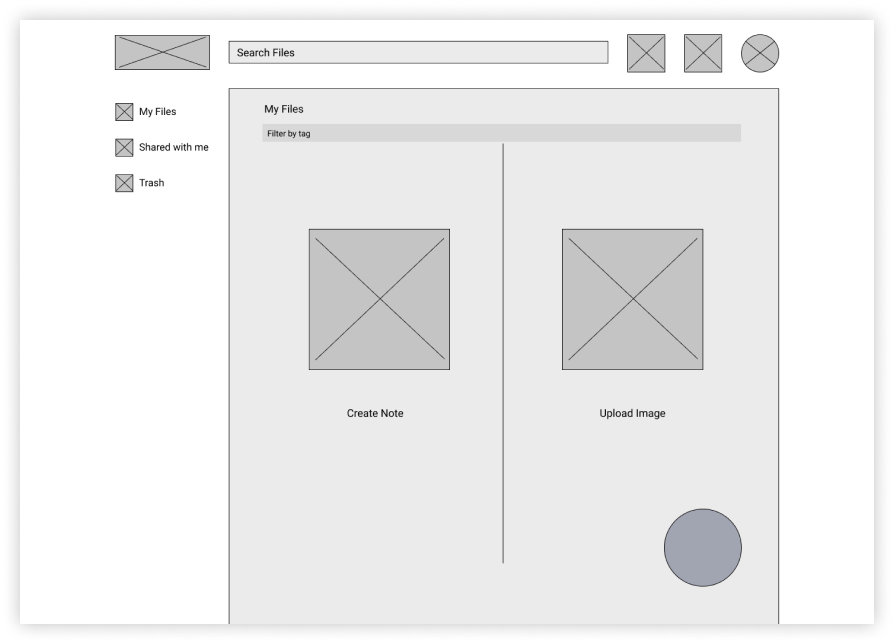 Search Files
My Files
Shared with me
Trash
My Files
Filter by tag
Create Note
Upload Image